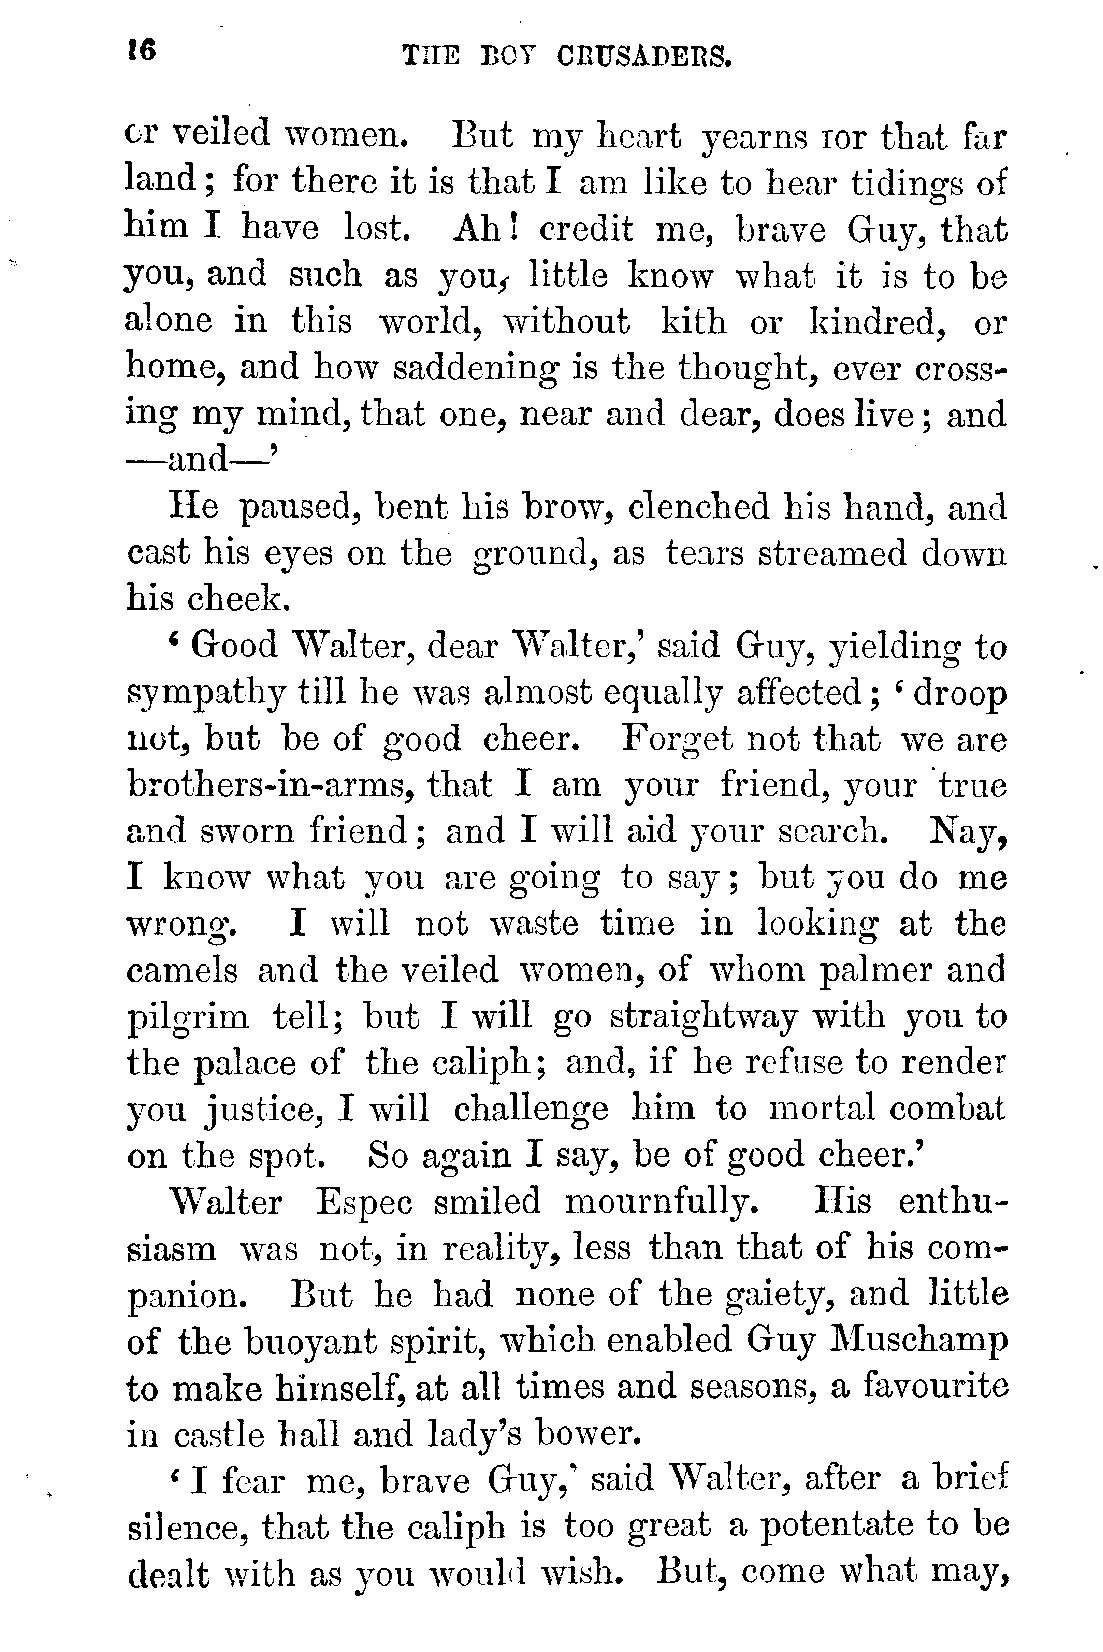 16 THE BOY CRUSADERS.
or veiled women. But my heart yearns for that far
land; for there it is that I am like to hear tidings of
him I have lost. Ah! credit me, brave Guy, that
you, and such as you, little know what it is to be
alone in this world, without kith or kindred, or
home, and how saddening is the thought, ever cross-
ing my mind, that one, near and dear, does live; and
—and—'
He paused, bent his brow, clenched his hand, and
cast his eyes on the ground, as tears streamed down
his cheek.
'Good Walter, dear Walter,' said Guy, yielding to
sympathy till he was almost equally affected; 'droop
not, but be of good cheer. Forget not that we are
brothers-in-arms, that I am your friend, your true
and sworn friend; and I will aid your search. Nay,
I know what you are going to say; but you do me
wrong. I will not waste time in looking at the
camels and the veiled women, of whom palmer and
pilgrim tell; but I will go straightway with you to
the palace of the caliph; and, if he refuse to render
you justice, I will challenge him to mortal combat
on the spot. So again I say, be of good cheer.'
Walter Espec smiled mournfully. His enthu-
siasm was not, in reality, less than that of his com-
panion. But he had none of the gaiety, and little
of the buoyant spirit, which enabled Guy Muschamp
to make himself, at all times and seasons, a favourite
in castle hall and lady's bower.
'I fear me, brave Guy,' said Walter, after a brief
silence, that the caliph is too great a potentate to be
dealt with as you would wish. But, come what may,